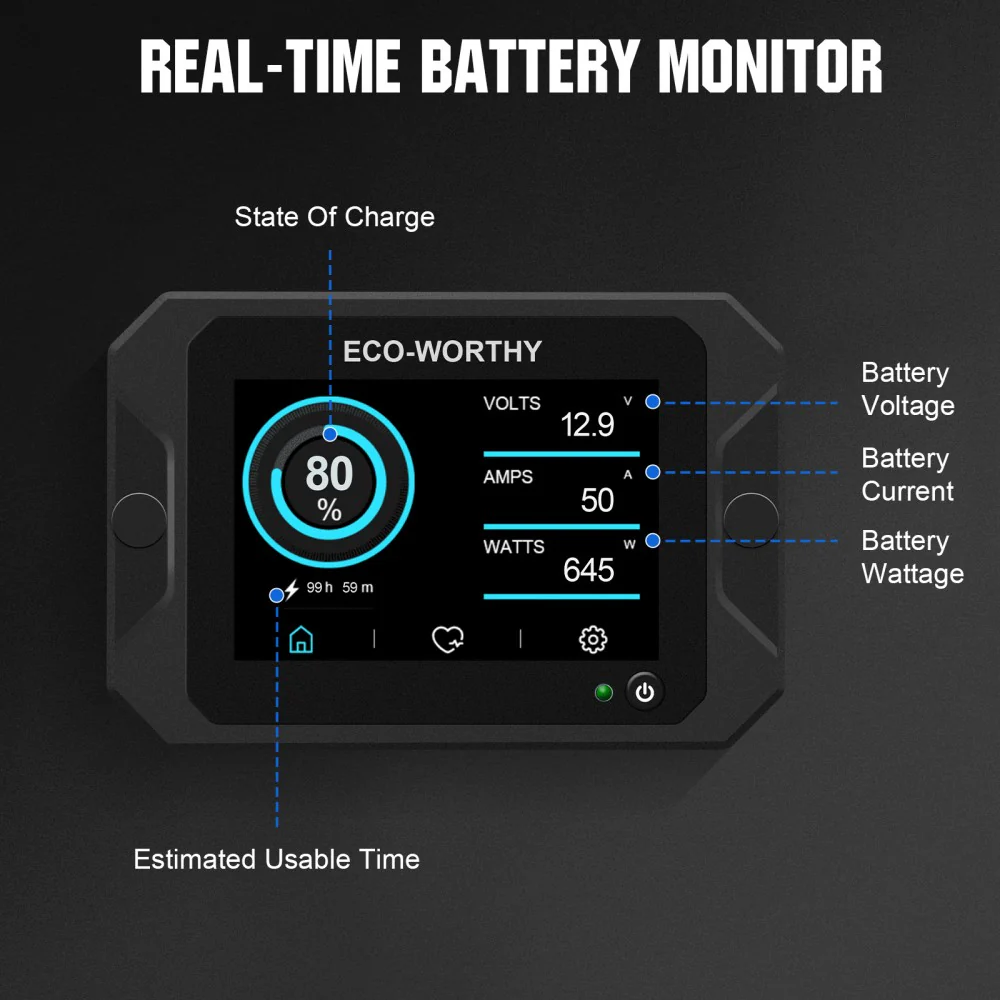 REAL-TIME BATTERY MONITOR
State Of Charge
ECO-WORTHY
80
%
99 h 59 m
VOLTS V
12.9
AMPS A
50
WATTS W
645
Battery
Voltage
Battery
Current
Battery
Wattage
Estimated Usable Time